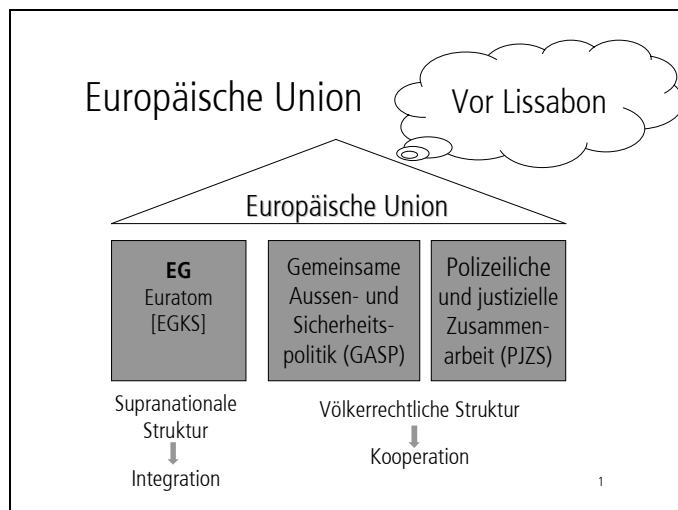 Europäische Union
Vor Lissabon
Europäische Union
EG
Euratom
[EGKS]
Gemeinsame
Aussen- und
Sicherheits-
politik (GASP)
Polizeiliche
und justizielle
Zusammen-
arbeit (PJZS)
Supranationale
Struktur
Integration
Völkerrechtliche Struktur
Kooperation
1